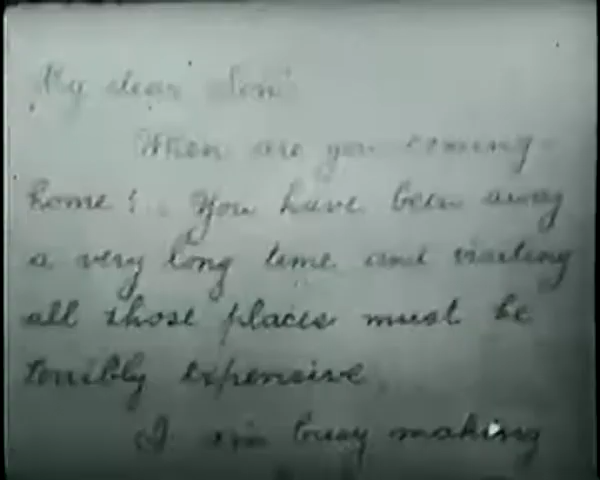 My dear Son:
When are you coming
home? You have been away
a very long time and visiting
all those places must be
terribly expensive.
I am busy making